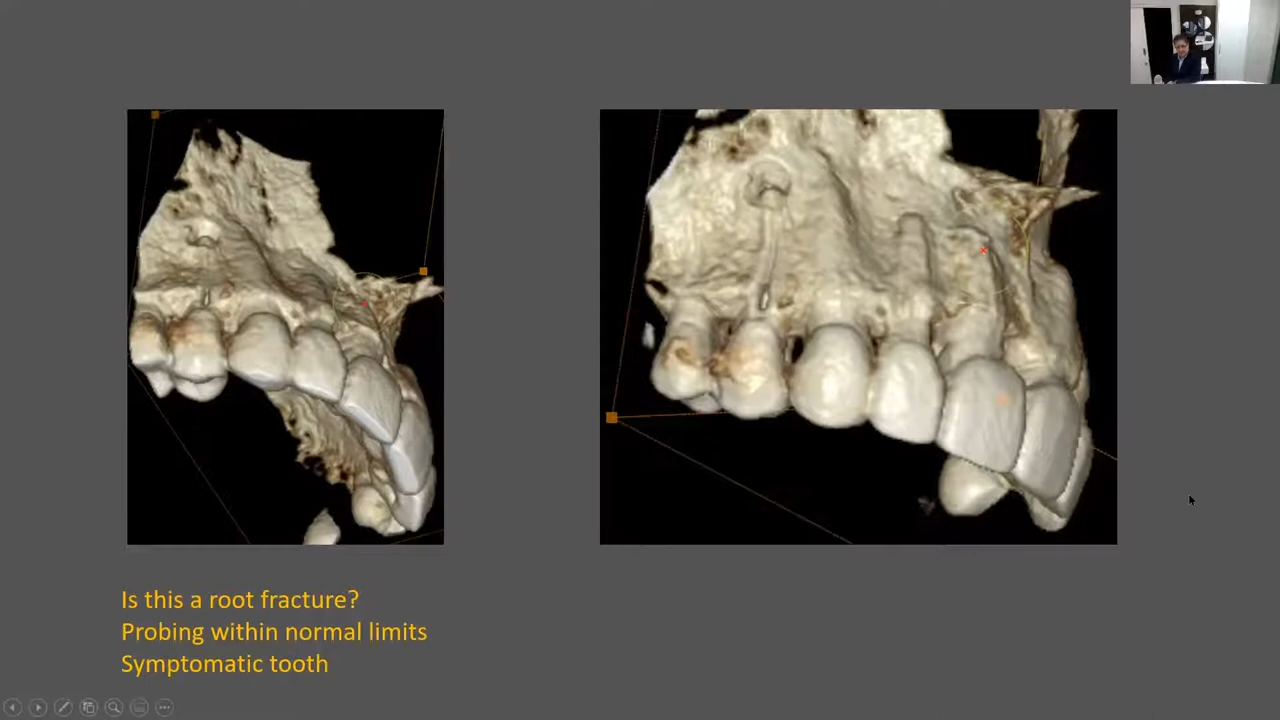 Is this a root fracture?
Probing within normal limits
Symptomatic tooth